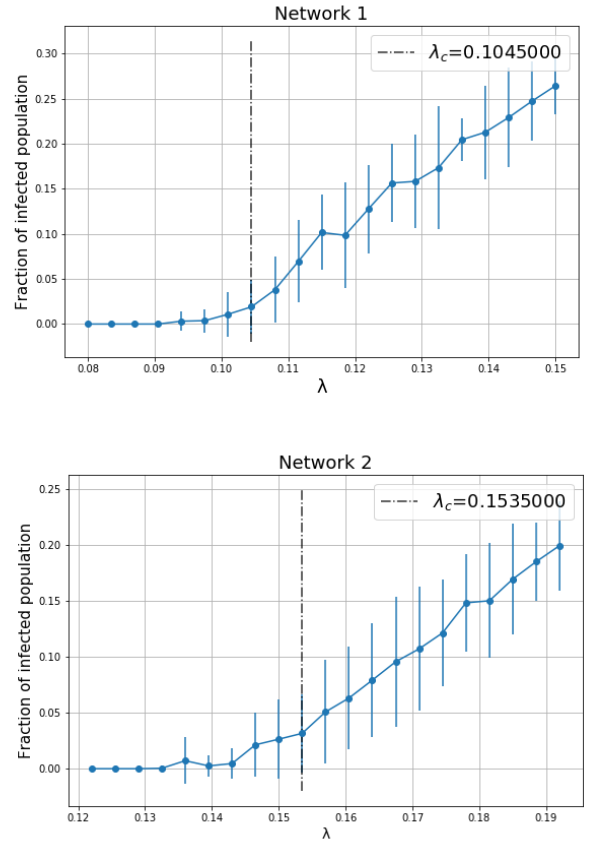 Network 1
Fraction of infected population
0.30
0.25
0.20
0.15
0.10
0.05
0.00
λc=0.1045000
0.08 0.09 0.10 0.11 0.12 0.13 0.14 0.15
λ
Network 2
Fraction of infected population
0.25
0.20
0.15
0.10
0.05
0.00
λc=0.1535000
0.12 0.13 0.14 0.15 0.16 0.17 0.18 0.19
λ